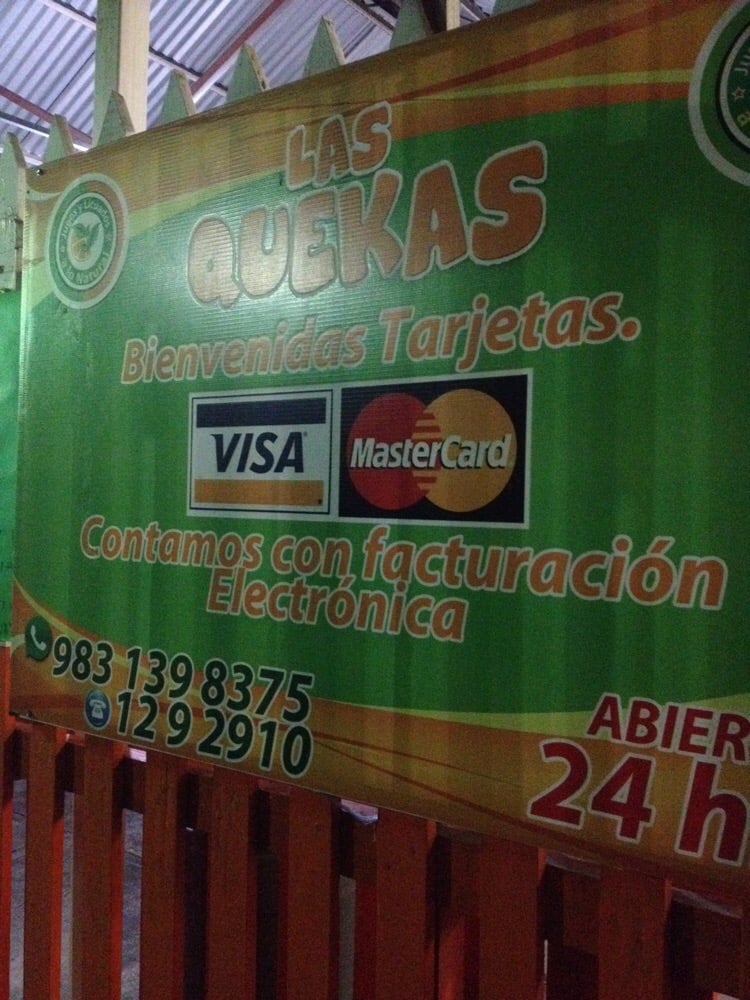 LAS
QUEKAS
Bienvenidas Tarjetas.
VISA
MasterCard
Contamos con facturación
Electrónica
983 139 8375
12 9 2910
ABIER
24 h